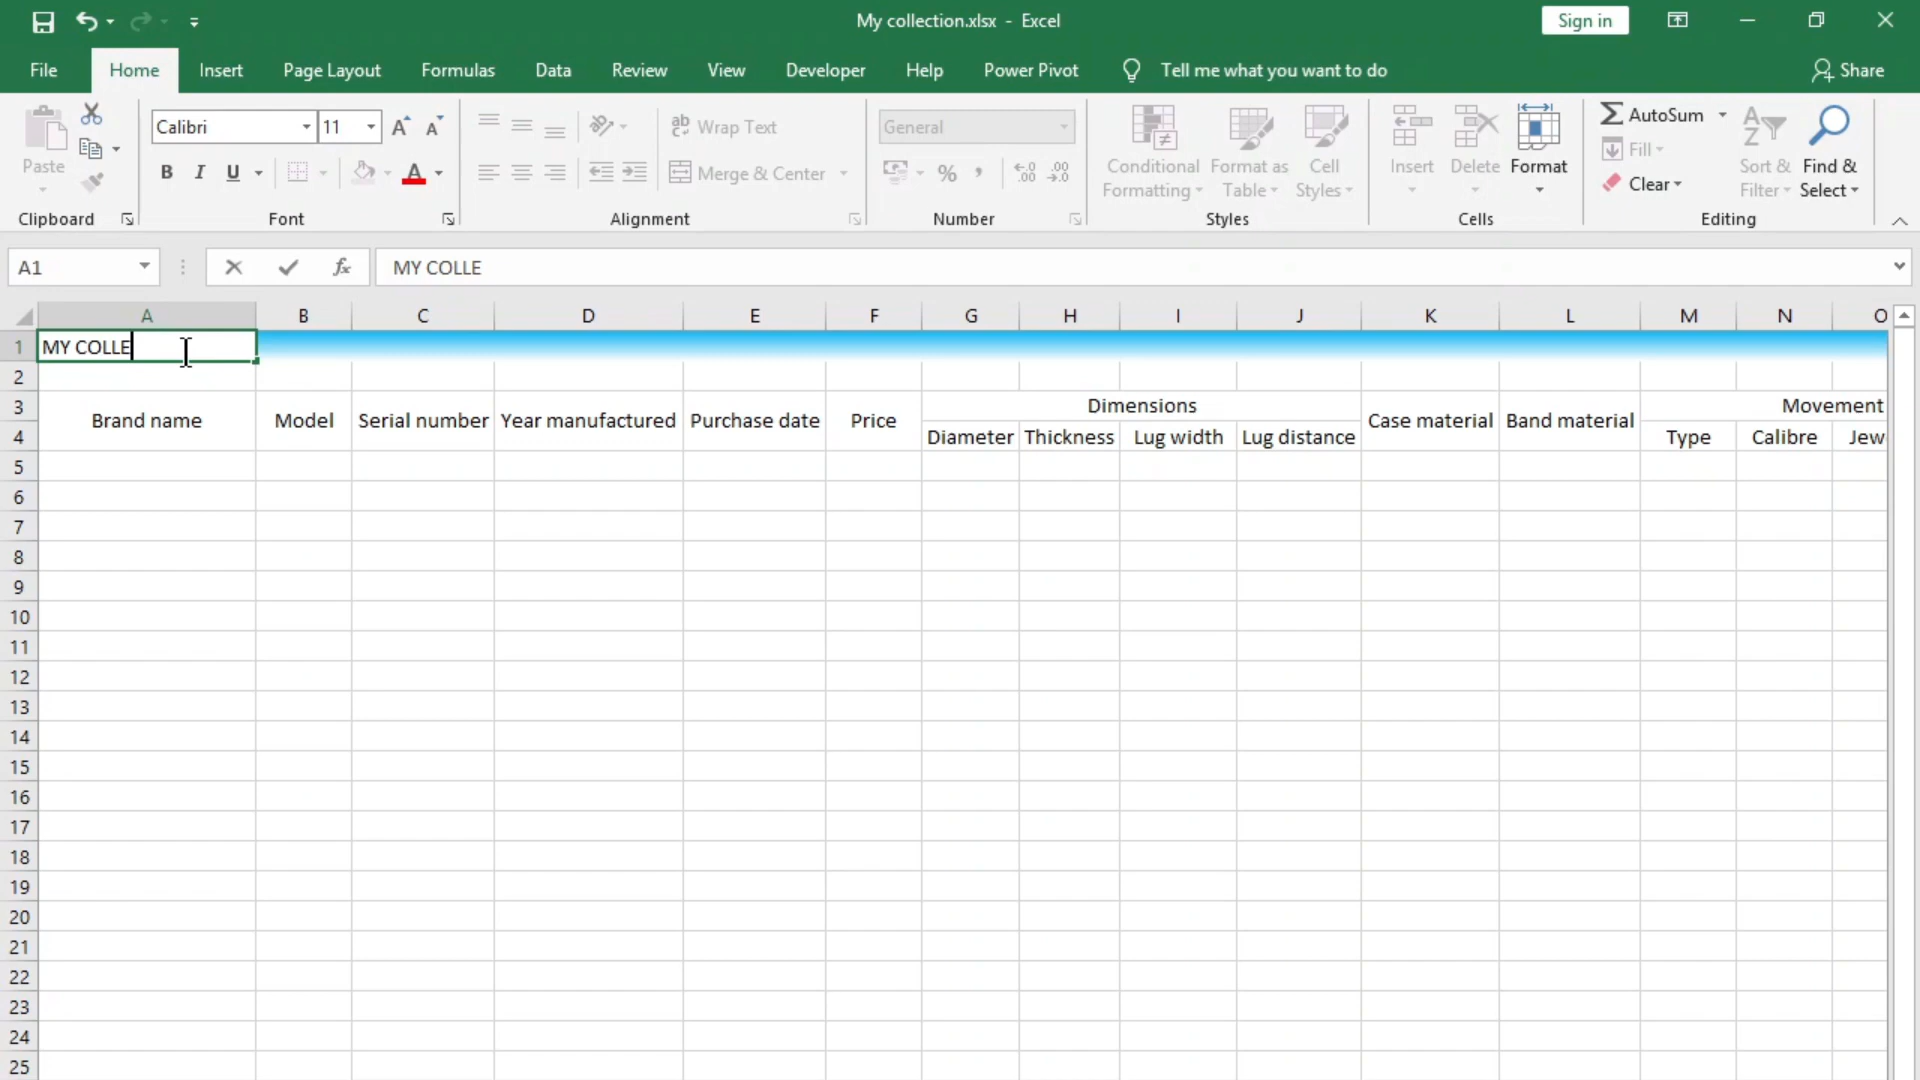 My collection.xlsx - Excel
Sign in
File Home Insert Page Layout Formulas Data Review View Developer Help Power Pivot Tell me what you want to do Share
Paste
Clipboard
Calibri 11
B I U A
Font
ab Wrap Text
Merge & Center
Alignment
General
%
Number
Conditional Formatting
Format as Table
Cell Styles
Styles
Insert Delete Format
Cells
AutoSum
Fill
Clear
Sort & Filter
Find & Select
Editing
A1 fx MY COLLE
A B C D E F G H I J K L M N O
1 MY COLLE
2
3 Brand name Model Serial number Year manufactured Purchase date Price Dimensions Case material Band material Movement
4 Diameter Thickness Lug width Lug distance Type Calibre Jew
5
6
7
8
9
10
11
12
13
14
15
16
17
18
19
20
21
22
23
24
25